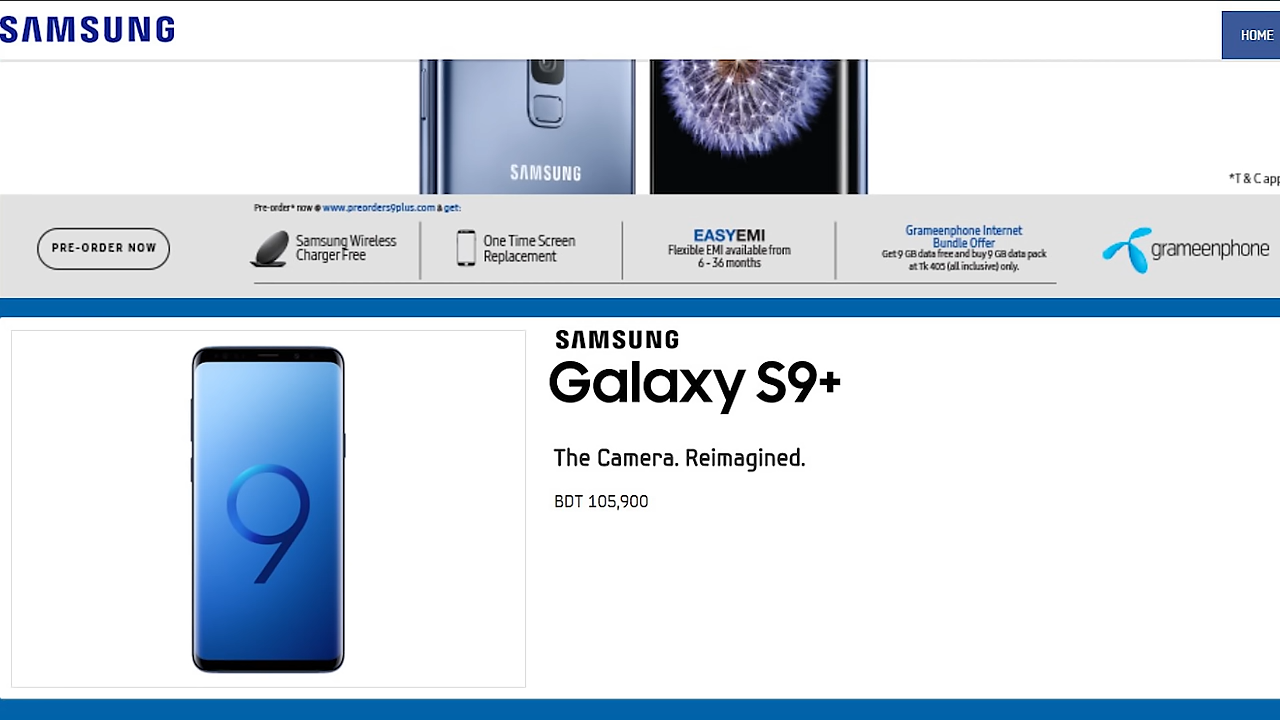 SAMSUNG
HOME
SAMSUNG
*T & C app
Pre-order* now @ www.preorders9plus.com & get:
PRE-ORDER NOW
Samsung Wireless
Charger Free
One Time Screen
Replacement
EASYEMI
Flexible EMI available from
6 - 36 months
Grameenphone Internet
Bundle Offer
Get 9 GB data free and buy 9 GB data pack
at Tk 405 (all inclusive) only.
grameenphone
SAMSUNG
Galaxy S9+
The Camera. Reimagined.
BDT 105,900
9